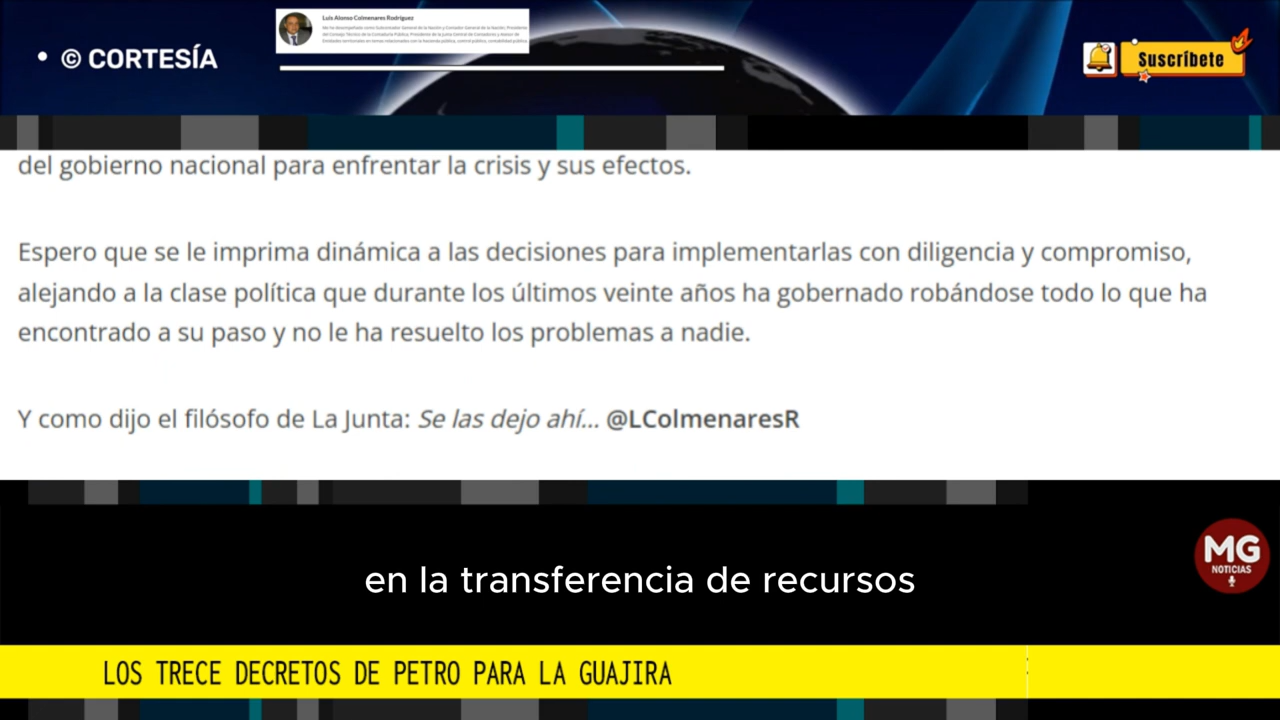 • © CORTESÍA
Luis Alonso Colmenares Rodríguez
Suscríbete
del gobierno nacional para enfrentar la crisis y sus efectos.
Espero que se le imprima dinámica a las decisiones para implementarlas con diligencia y compromiso,
alejando a la clase política que durante los últimos veinte años ha gobernado robándose todo lo que ha
encontrado a su paso y no le ha resuelto los problemas a nadie.
Y como dijo el filósofo de La Junta: Se las dejo ahí... @LColmenaresR
en la transferencia de recursos
MG
NOTICIAS
LOS TRECE DECRETOS DE PETRO PARA LA GUAJIRA